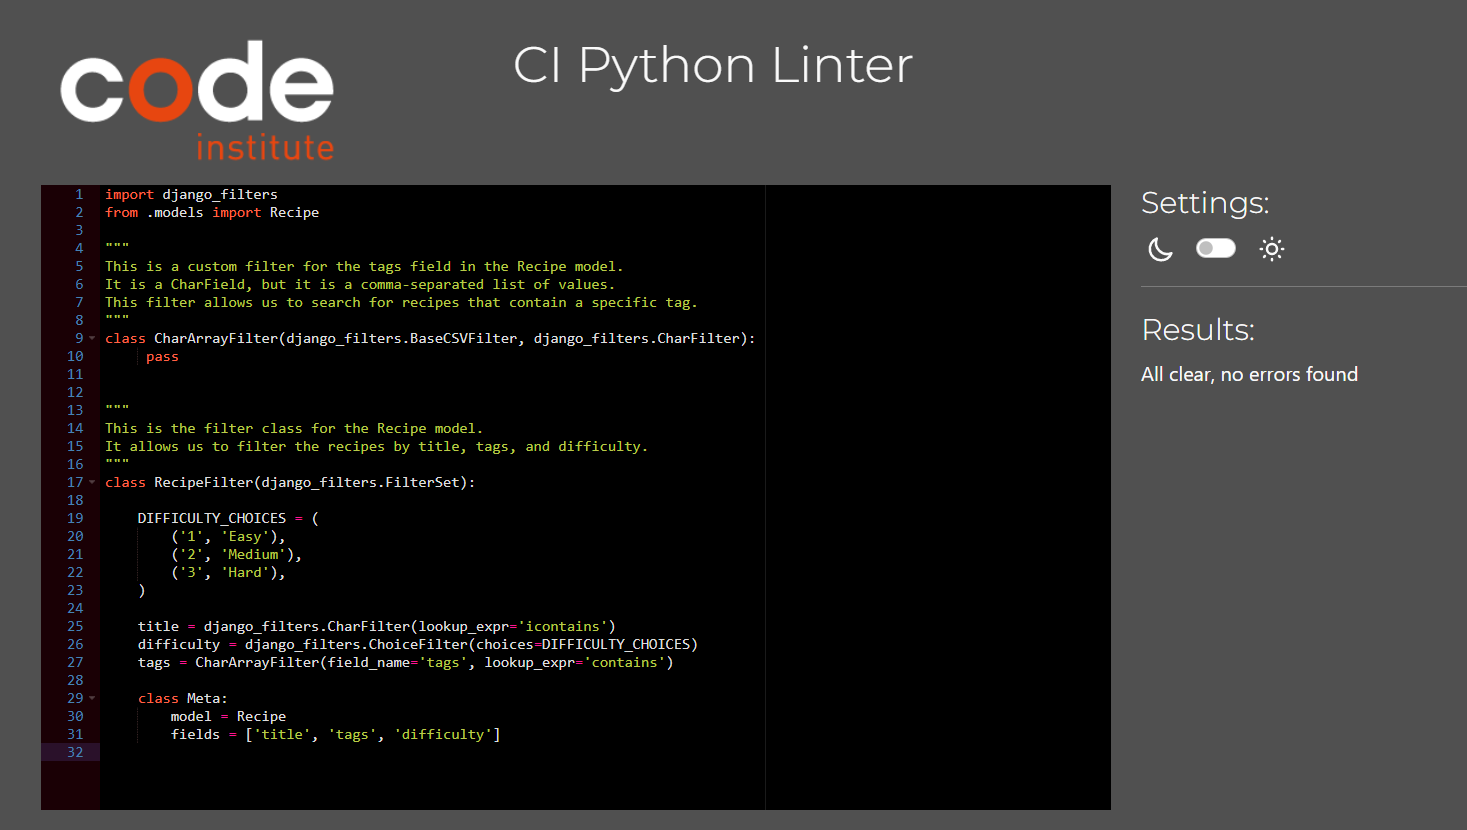 code
institute
CI Python Linter
1 import django_filters
2 from .models import Recipe
3
4 """
5 This is a custom filter for the tags field in the Recipe model.
6 It is a CharField, but it is a comma-separated list of values.
7 This filter allows us to search for recipes that contain a specific tag.
8 """
9 class CharArrayFilter(django_filters.BaseCSVFilter, django_filters.CharFilter):
10      pass
11
12
13 """
14 This is the filter class for the Recipe model.
15 It allows us to filter the recipes by title, tags, and difficulty.
16 """
17 class RecipeFilter(django_filters.FilterSet):
18
19     DIFFICULTY_CHOICES = (
20         ('1', 'Easy'),
21         ('2', 'Medium'),
22         ('3', 'Hard'),
23     )
24
25     title = django_filters.CharFilter(lookup_expr='icontains')
26     difficulty = django_filters.ChoiceFilter(choices=DIFFICULTY_CHOICES)
27     tags = CharArrayFilter(field_name='tags', lookup_expr='contains')
28
29     class Meta:
30         model = Recipe
31         fields = ['title', 'tags', 'difficulty']
32
Settings:
Results:
All clear, no errors found